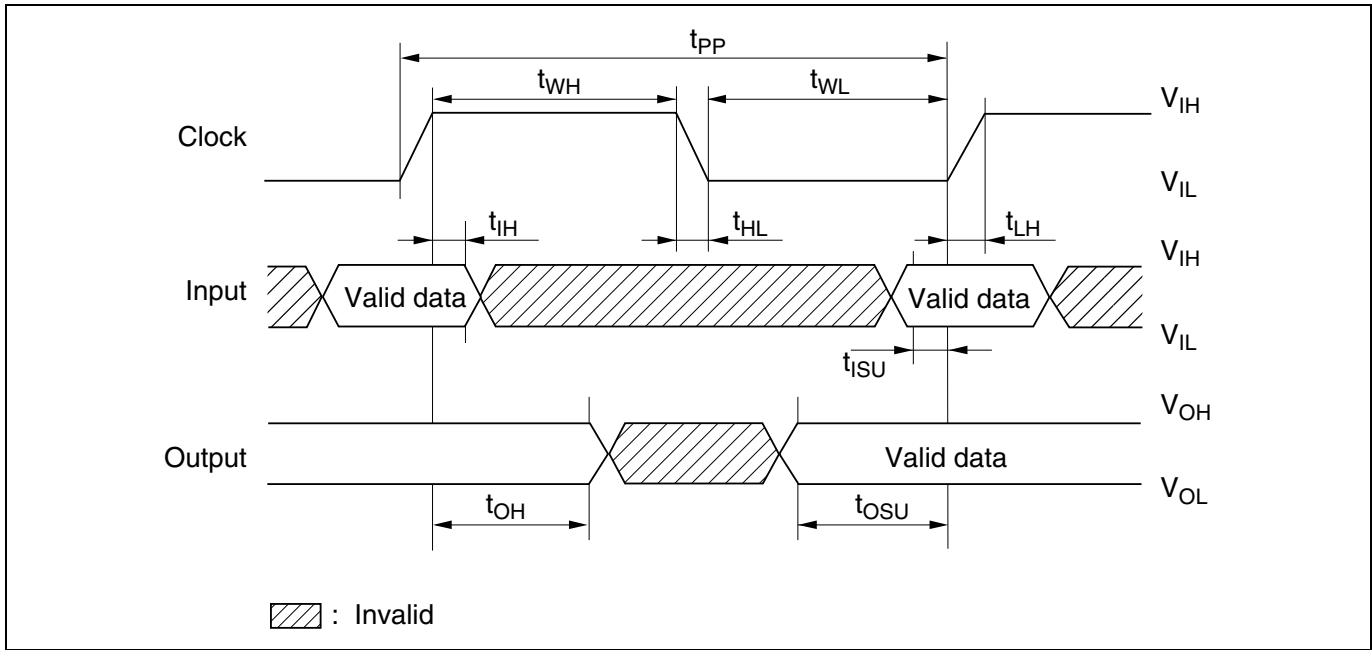 tPP
tWH
tWL
VIH
Clock
VIL
tIH
tHL
tLH
VIH
Input
Valid data
Valid data
VIL
tISU
VOH
Output
Valid data
VOL
tOH
tOSU
: Invalid